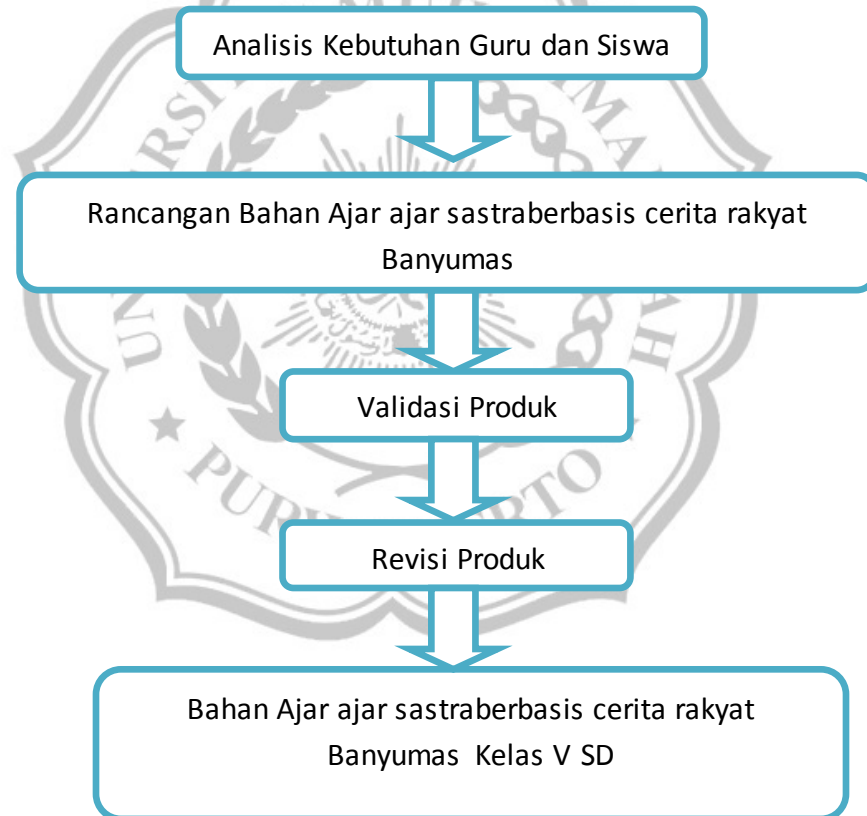 Analisis Kebutuhan Guru dan Siswa
Rancangan Bahan Ajar ajar sastraberbasis cerita rakyat
Banyumas
Validasi Produk
Revisi Produk
Bahan Ajar ajar sastraberbasis cerita rakyat
Banyumas Kelas V SD